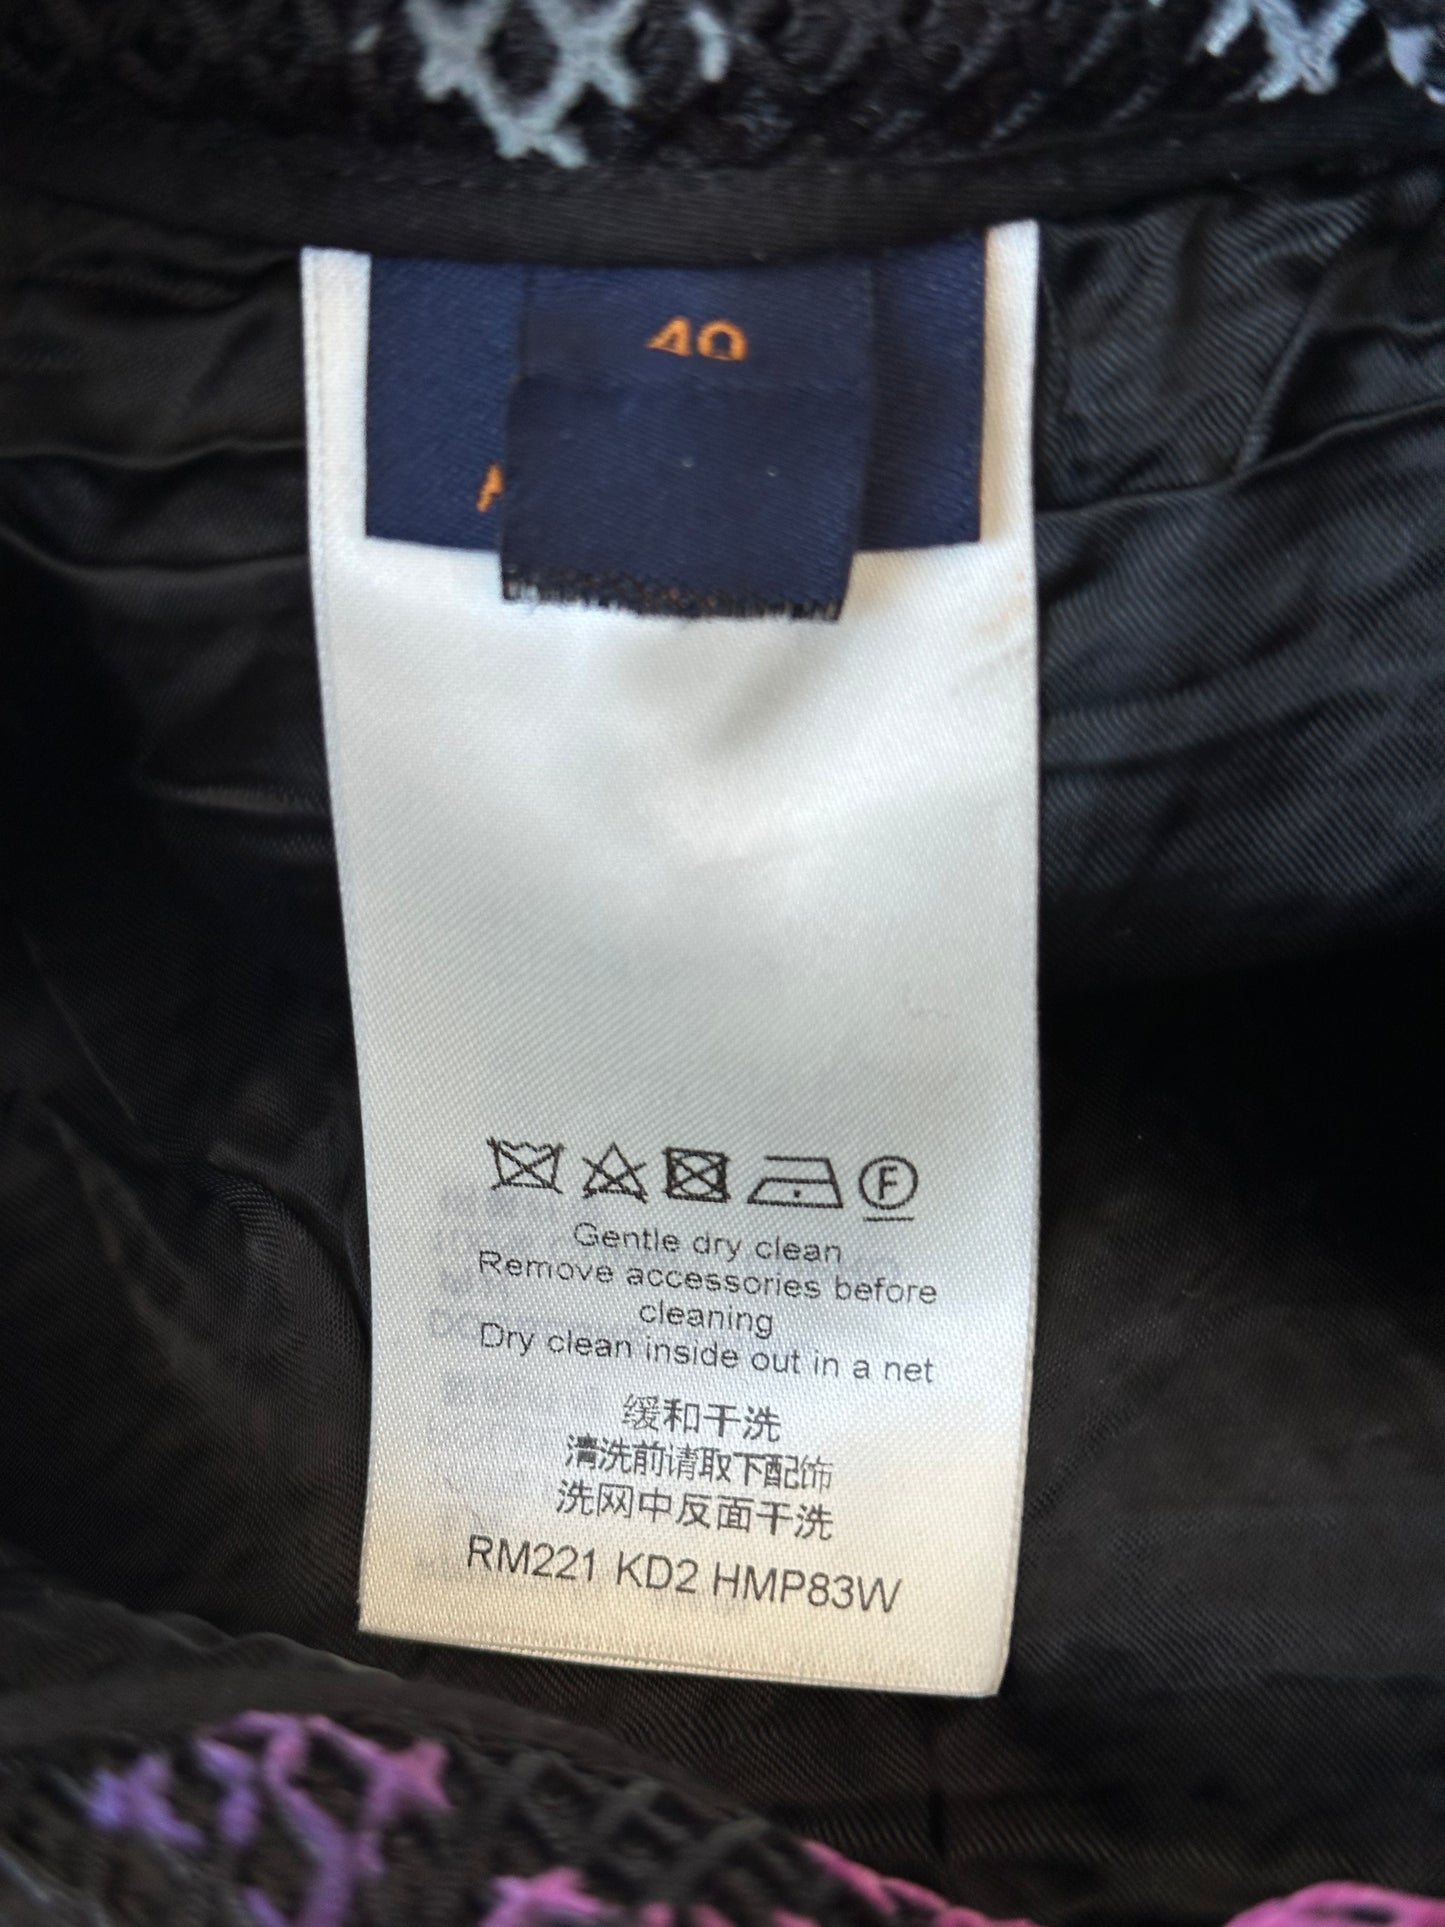 40
Gentle dry clean
Remove accessories before
cleaning
Dry clean inside out in a net
缓和干洗
清洗前请取下配饰
洗网中反面干洗
RM221 KD2 HMP83W